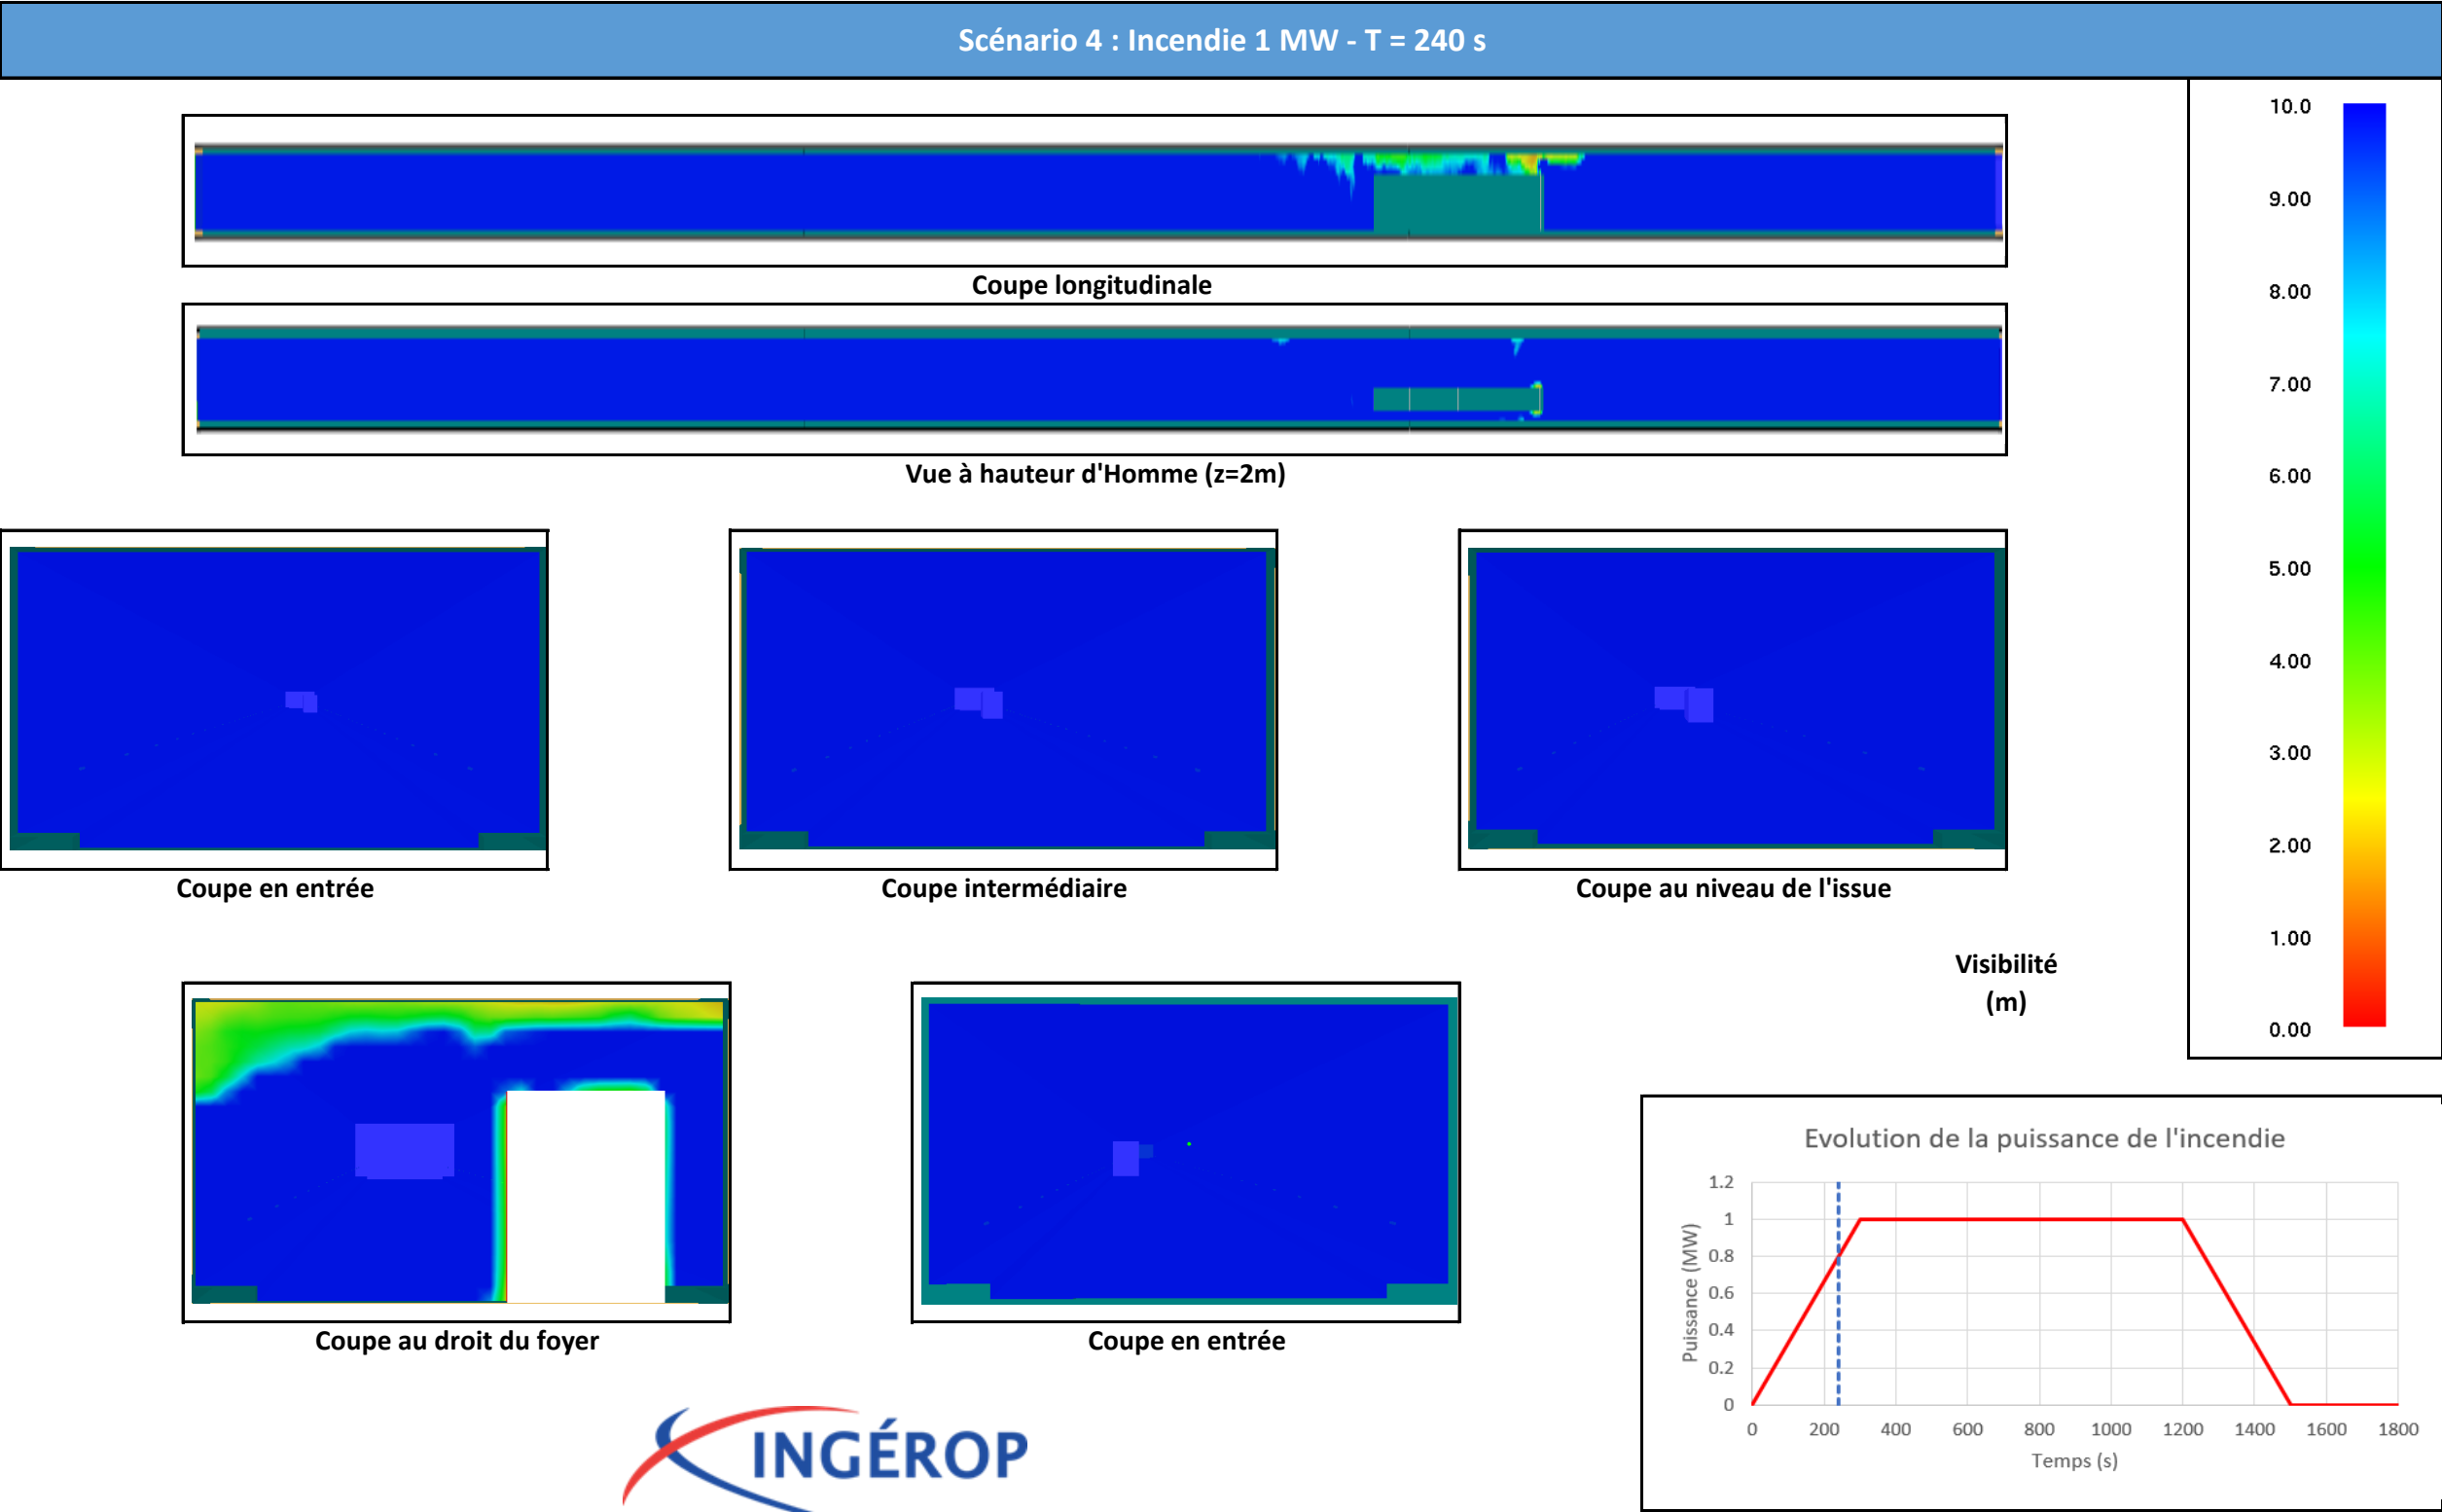 Scénario 4 : Incendie 1 MW - T = 240 s
Coupe longitudinale
Vue à hauteur d'Homme (z=2m)
Coupe en entrée
Coupe intermédiaire
Coupe au niveau de l'issue
Coupe au droit du foyer
Coupe en entrée
Visibilité
(m)
10.0
9.00
8.00
7.00
6.00
5.00
4.00
3.00
2.00
1.00
0.00
Evolution de la puissance de l'incendie
Puissance (MW)
1.2
1
0.8
0.6
0.4
0.2
0
0 200 400 600 800 1000 1200 1400 1600 1800
Temps (s)
INGÉROP